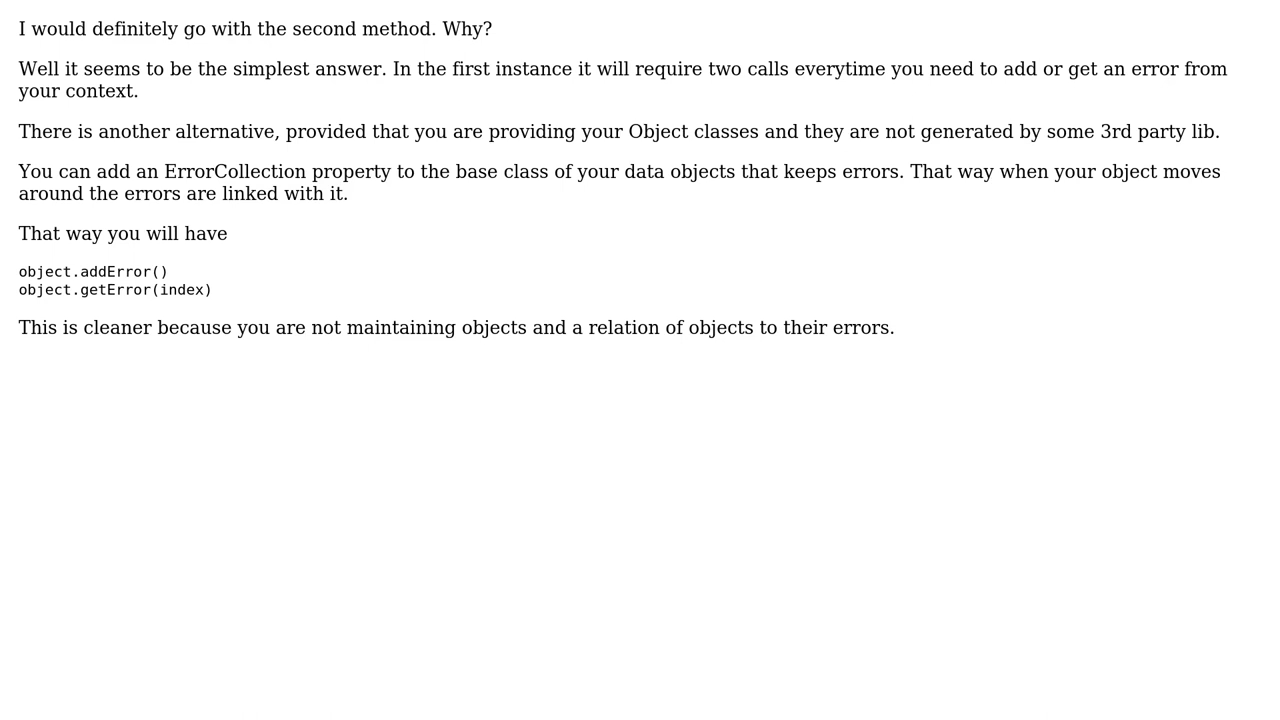 I would definitely go with the second method. Why?
Well it seems to be the simplest answer. In the first instance it will require two calls everytime you need to add or get an error from
your context.
There is another alternative, provided that you are providing your Object classes and they are not generated by some 3rd party lib.
You can add an ErrorCollection property to the base class of your data objects that keeps errors. That way when your object moves
around the errors are linked with it.
That way you will have
object.addError()
object.getError(index)
This is cleaner because you are not maintaining objects and a relation of objects to their errors.